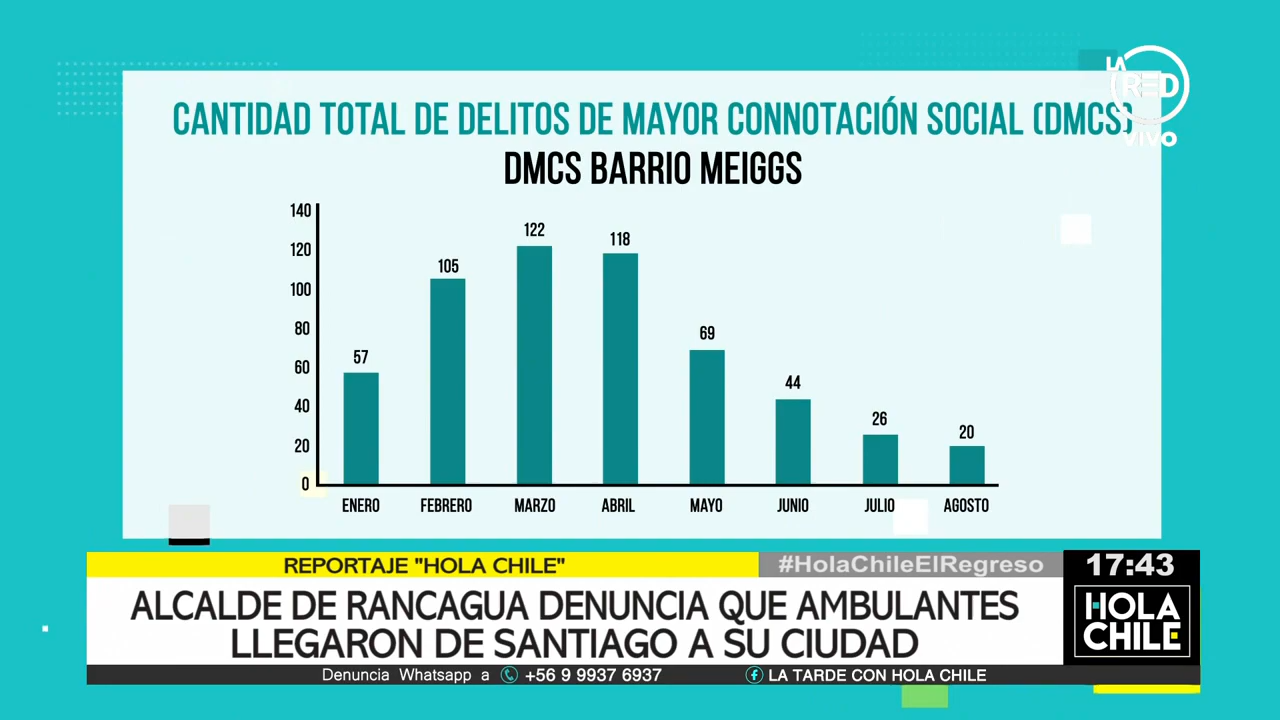 LA
RED
VIVO
CANTIDAD TOTAL DE DELITOS DE MAYOR CONNOTACIÓN SOCIAL (DMCS)
DMCS BARRIO MEIGGS
140
120
100
80
60
40
20
0
57
105
122
118
69
44
26
20
ENERO
FEBRERO
MARZO
ABRIL
MAYO
JUNIO
JULIO
AGOSTO
REPORTAJE "HOLA CHILE"
#HolaChileElRegreso
17:43
ALCALDE DE RANCAGUA DENUNCIA QUE AMBULANTES
LLEGARON DE SANTIAGO A SU CIUDAD
HOLA
CHILE
Denuncia Whatsapp a +56 9 9937 6937
LA TARDE CON HOLA CHILE